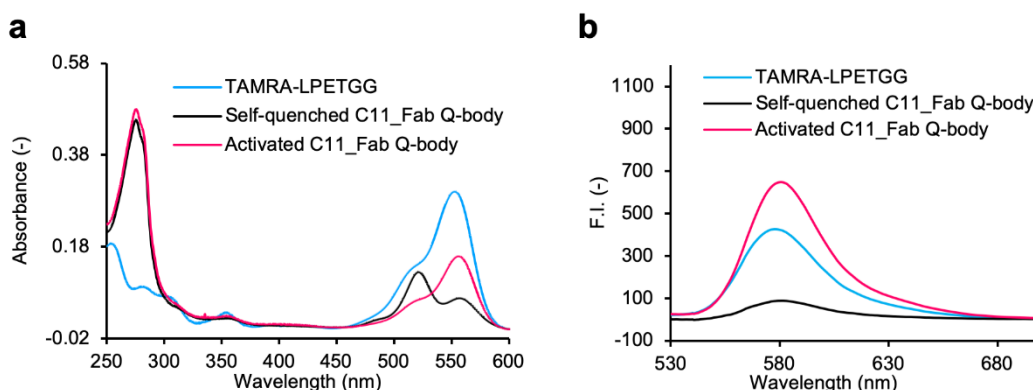 a
0.58
0.38
0.18
-0.02
Absorbance (-)
TAMRA-LPETGG
Self-quenched C11_Fab Q-body
Activated C11_Fab Q-body
250 300 350 400 450 500 550 600
Wavelength (nm)
b
1100
900
700
500
300
100
-100
F.I. (-)
TAMRA-LPETGG
Self-quenched C11_Fab Q-body
Activated C11_Fab Q-body
530 580 630 680
Wavelength (nm)